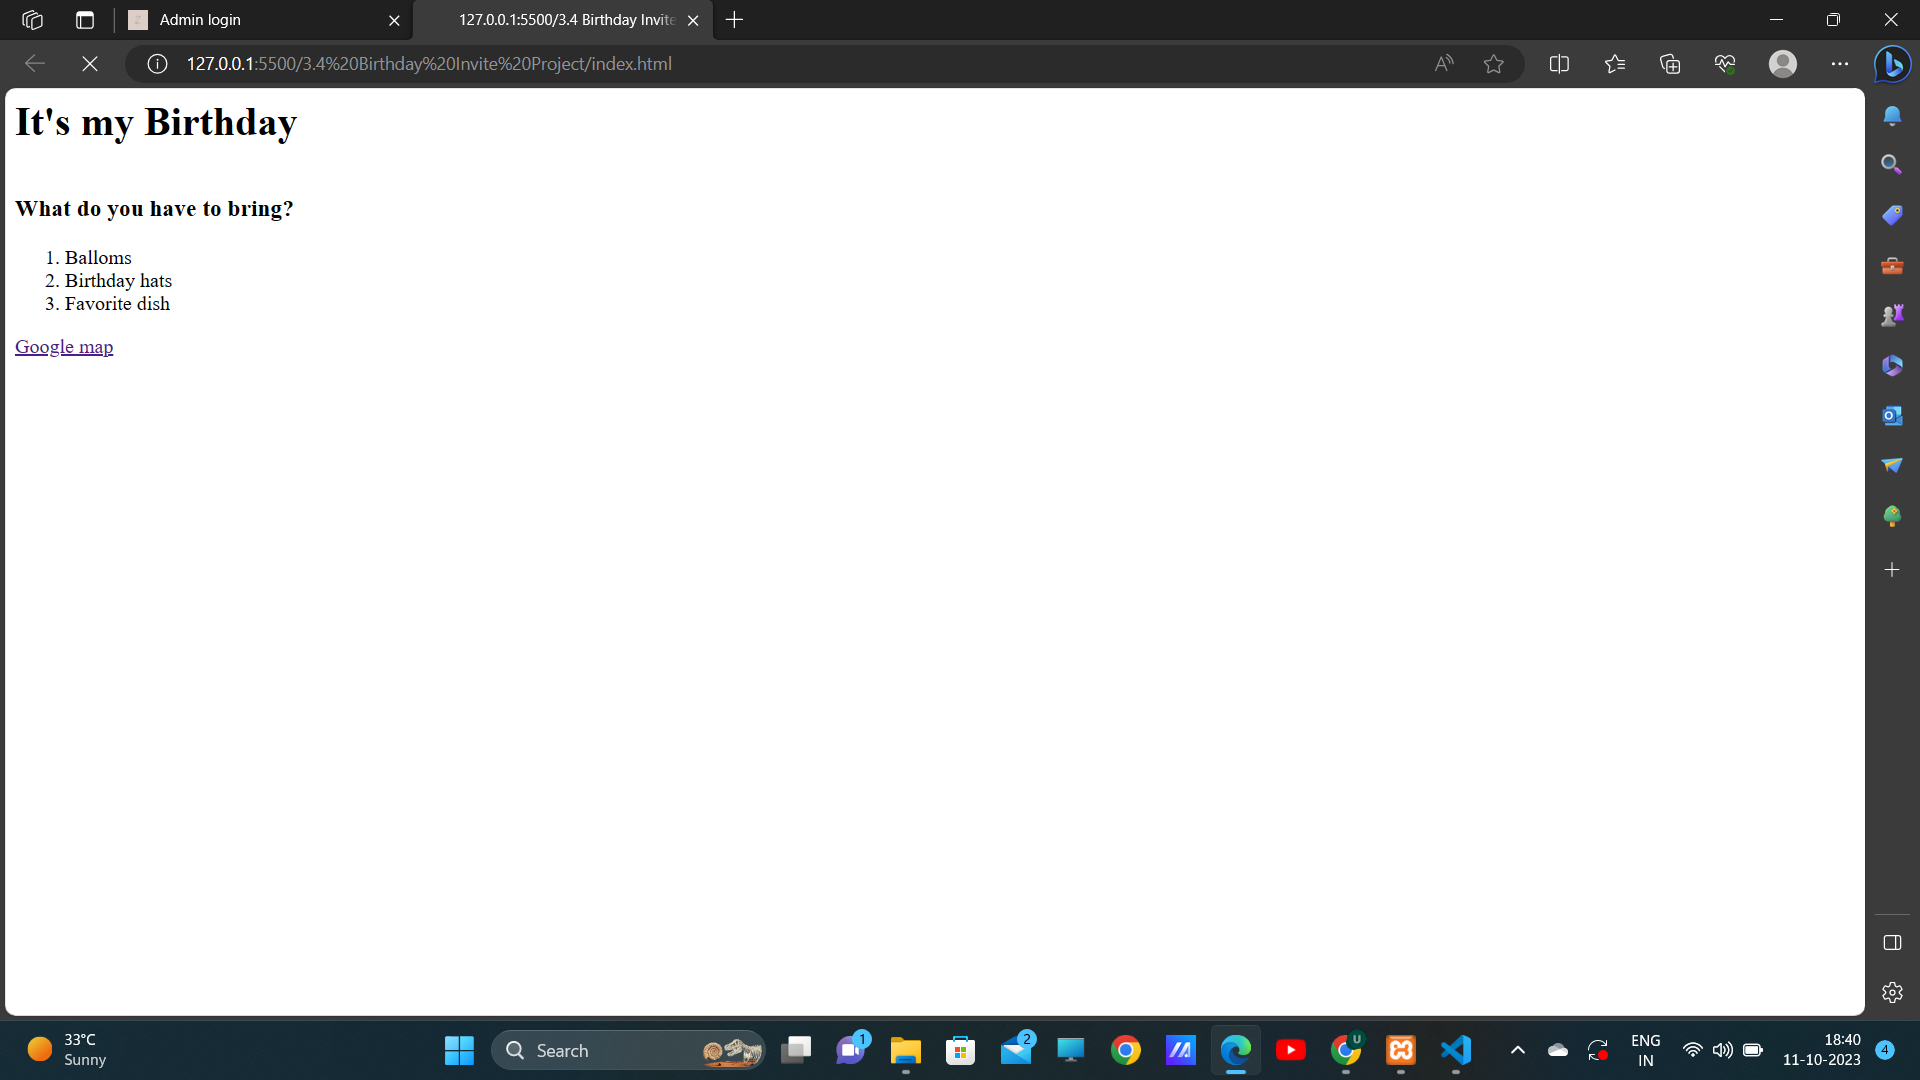 Admin login
127.0.0.1:5500/3.4 Birthday Invite
127.0.0.1:5500/3.4%20Birthday%20Invite%20Project/index.html
It's my Birthday
What do you have to bring?
1. Balloms
2. Birthday hats
3. Favorite dish
Google map
33°C
Sunny
Search
1
2
U
ENG
IN
18:40
11-10-2023
4